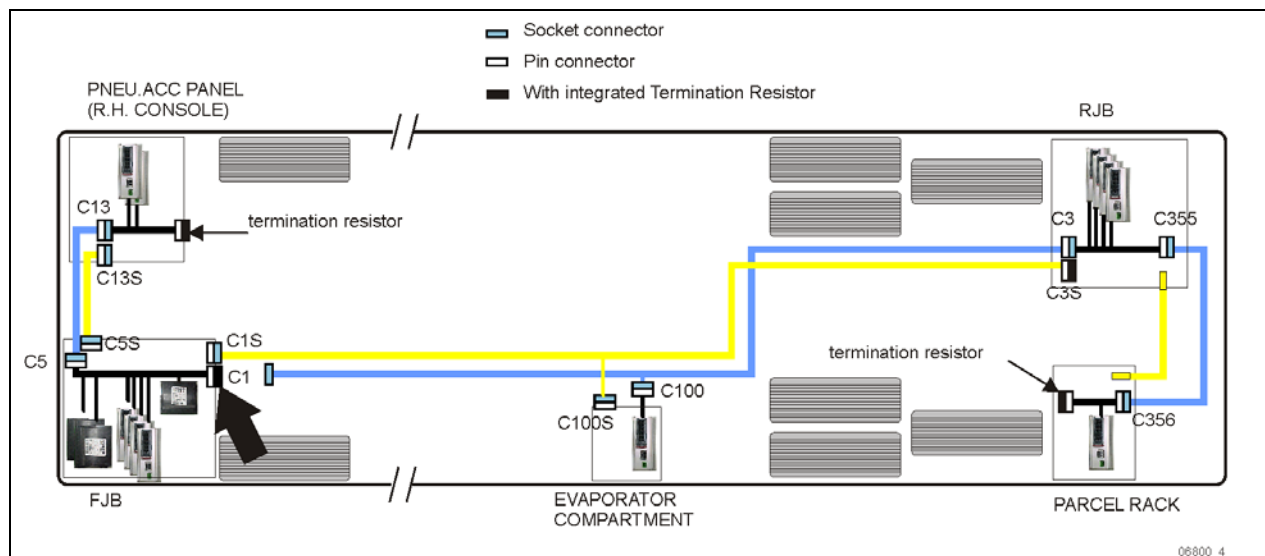 Socket connector
Pin connector
With integrated Termination Resistor
PNEU.ACC PANEL
(R.H. CONSOLE)
RJB
C13
termination resistor
C3
C355
C13S
C3S
C5
C5S
C1S
C1
termination resistor
C100
C100S
C356
FJB
EVAPORATOR
COMPARTMENT
PARCEL RACK
06800_4